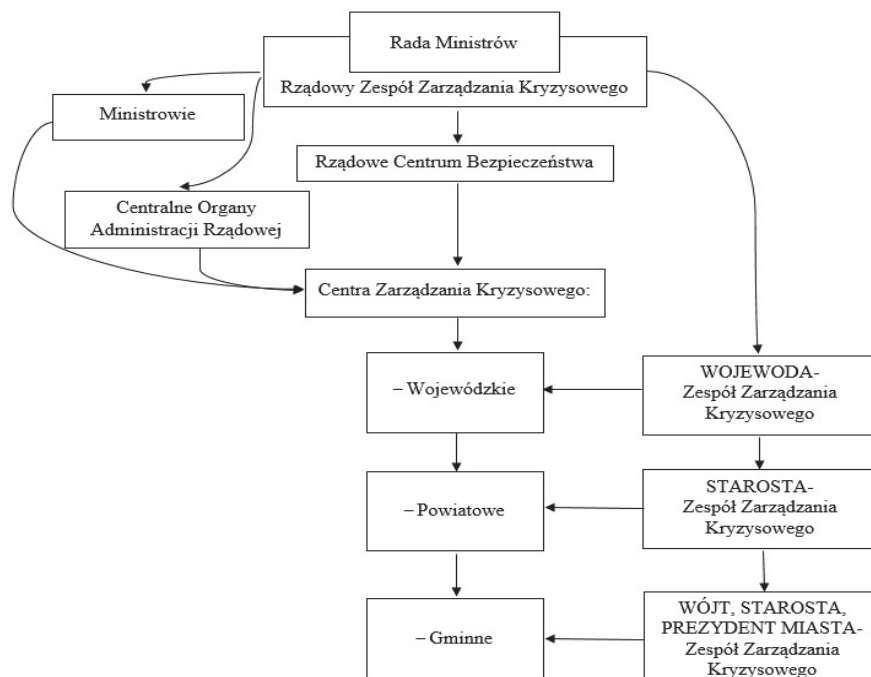 Rada Ministrów
Rządowy Zespół Zarządzania Kryzysowego
Ministrowie
Rządowe Centrum Bezpieczeństwa
Centralne Organy
Administracji Rządowej
Centra Zarządzania Kryzysowego:
– Wojewódzkie
WOJEWODA-
Zespół Zarządzania
Kryzysowego
– Powiatowe
STAROSTA-
Zespół Zarządzania
Kryzysowego
– Gminne
WÓJT, STAROSTA,
PREZYDENT MIASTA-
Zespół Zarządzania
Kryzysowego